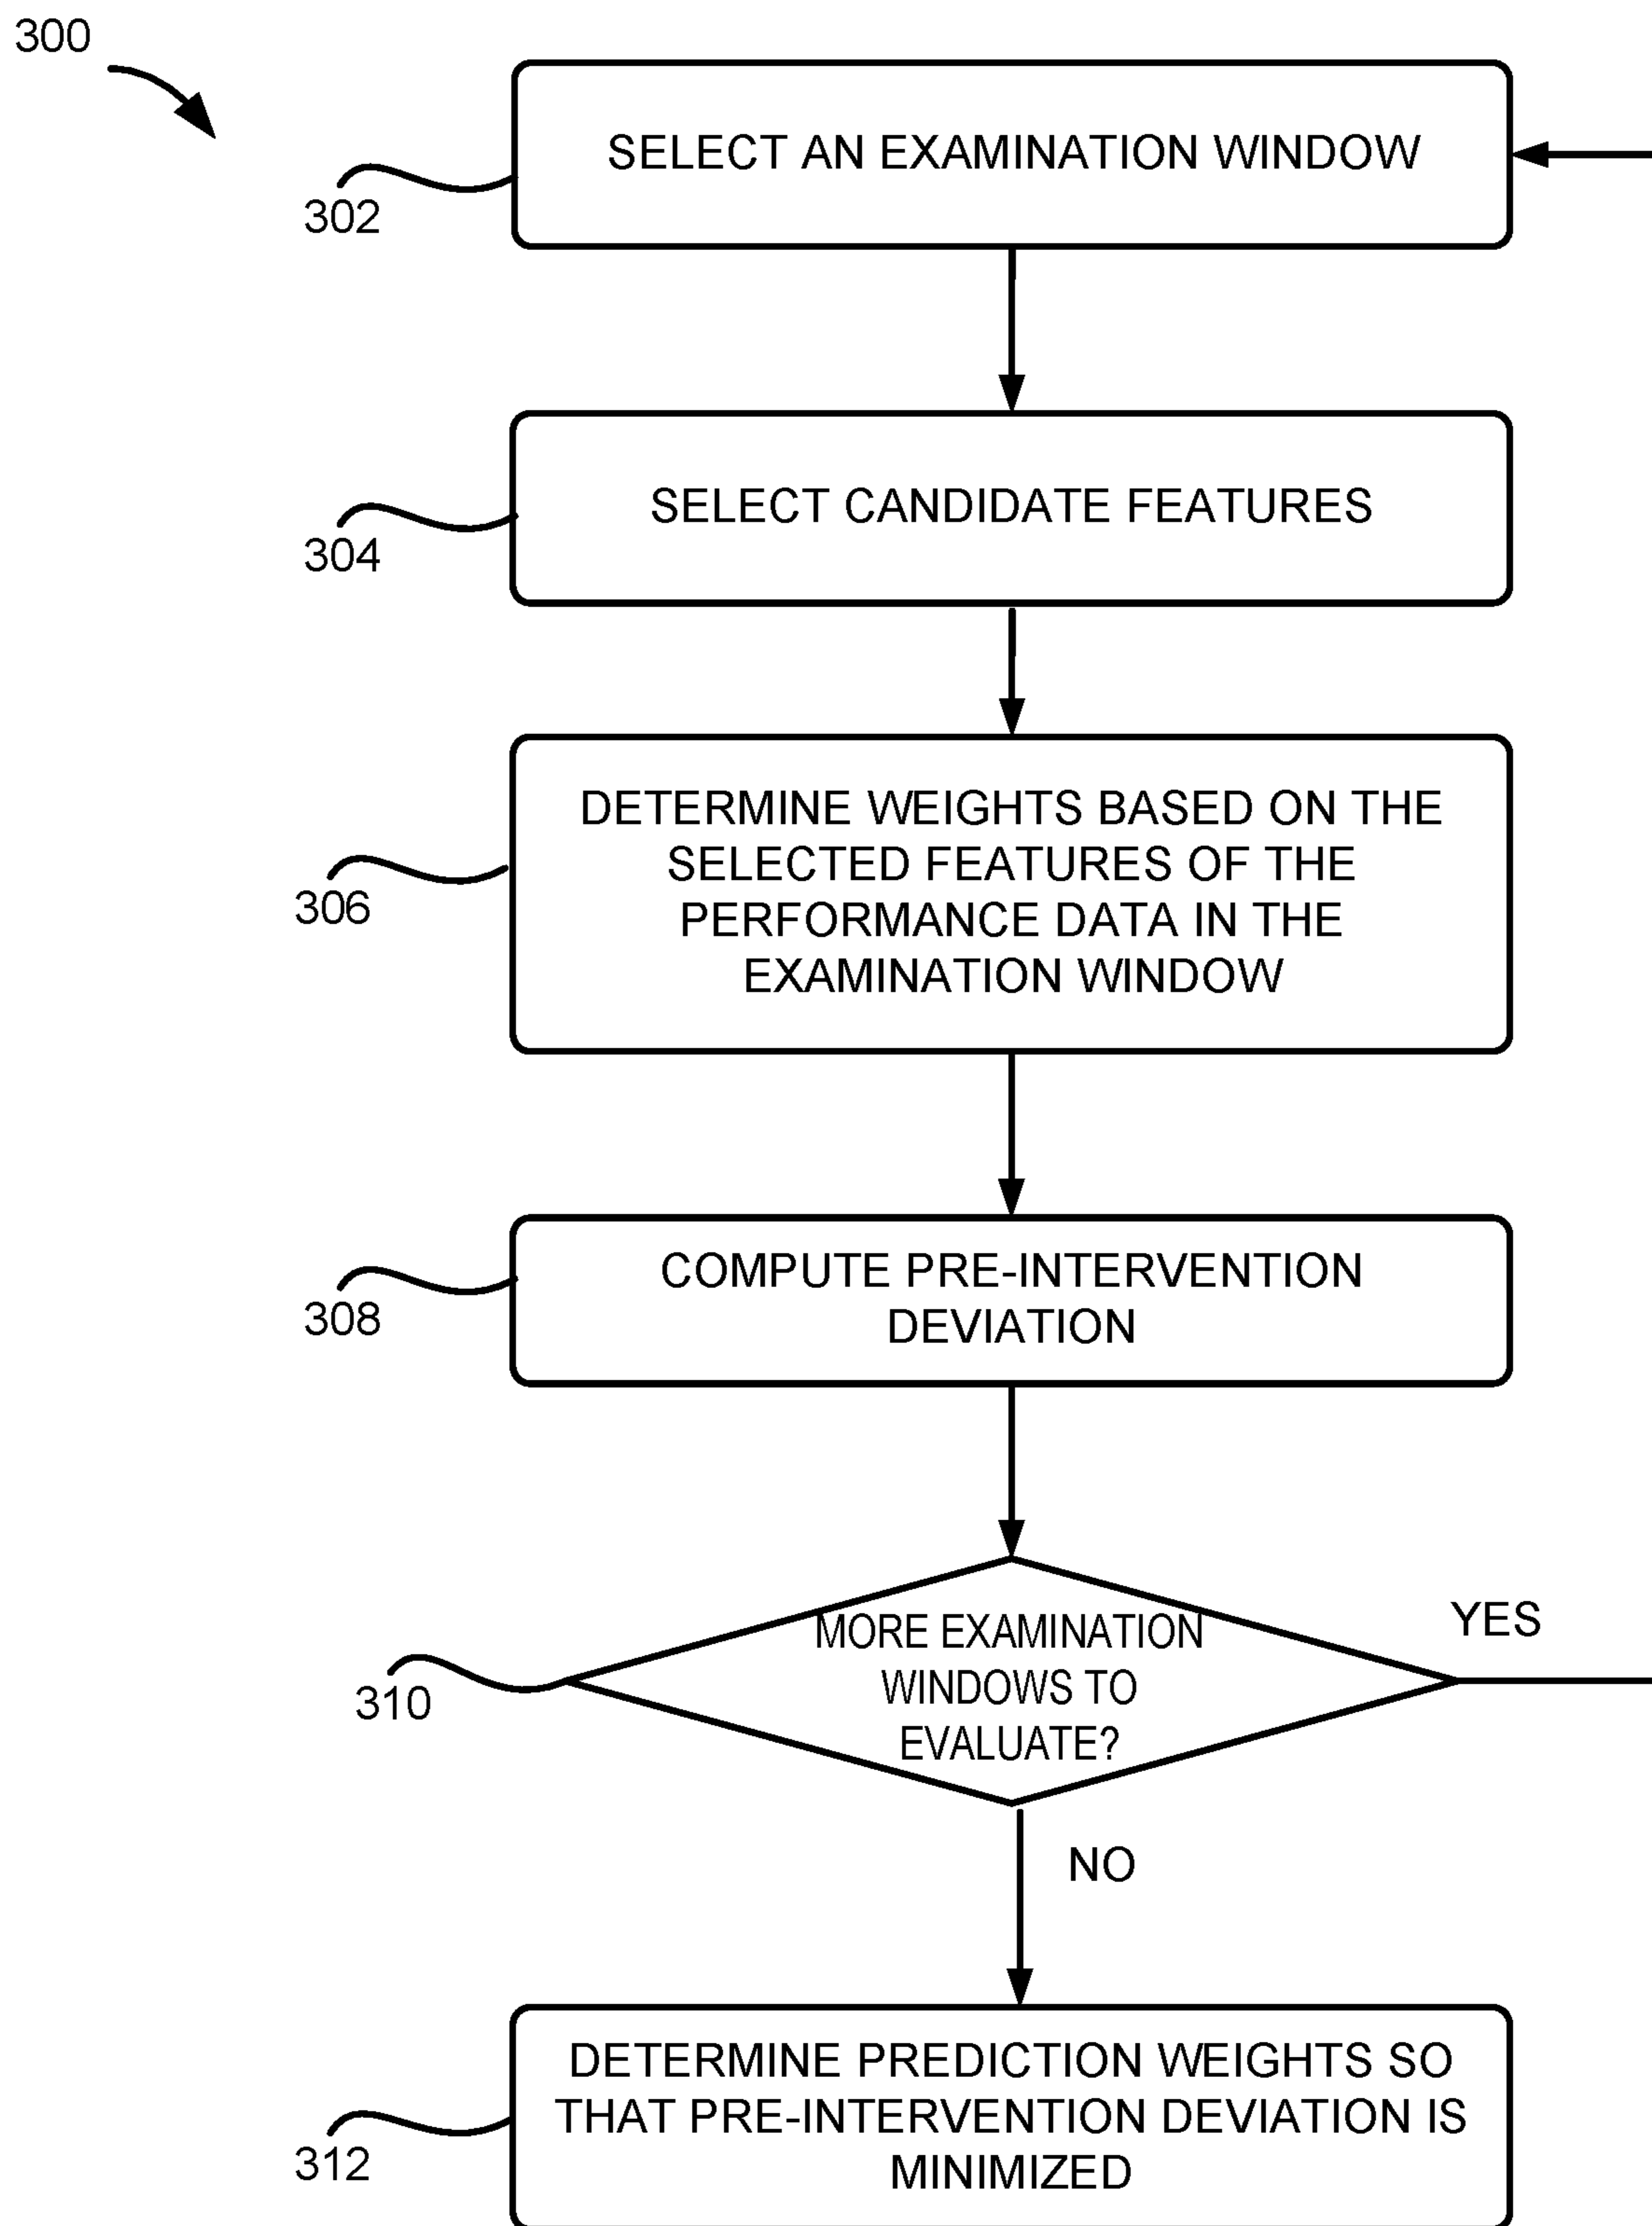 300
SELECT AN EXAMINATION WINDOW
302
SELECT CANDIDATE FEATURES
304
DETERMINE WEIGHTS BASED ON THE
SELECTED FEATURES OF THE
PERFORMANCE DATA IN THE
EXAMINATION WINDOW
306
COMPUTE PRE-INTERVENTION
DEVIATION
308
MORE EXAMINATION
WINDOWS TO
EVALUATE?
YES
310
NO
DETERMINE PREDICTION WEIGHTS SO
THAT PRE-INTERVENTION DEVIATION IS
MINIMIZED
312